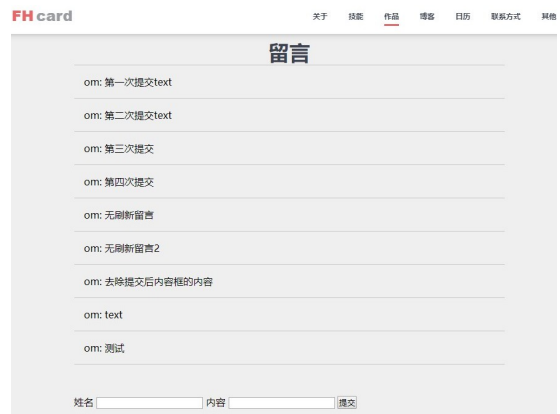 FH card
关于 技能 作品 博客 日历 联系方式 其他
留言
om: 第一次提交text
om: 第二次提交text
om: 第三次提交
om: 第四次提交
om: 无刷新留言
om: 无刷新留言2
om: 去除提交后内容框的内容
om: text
om: 测试
姓名 内容 提交